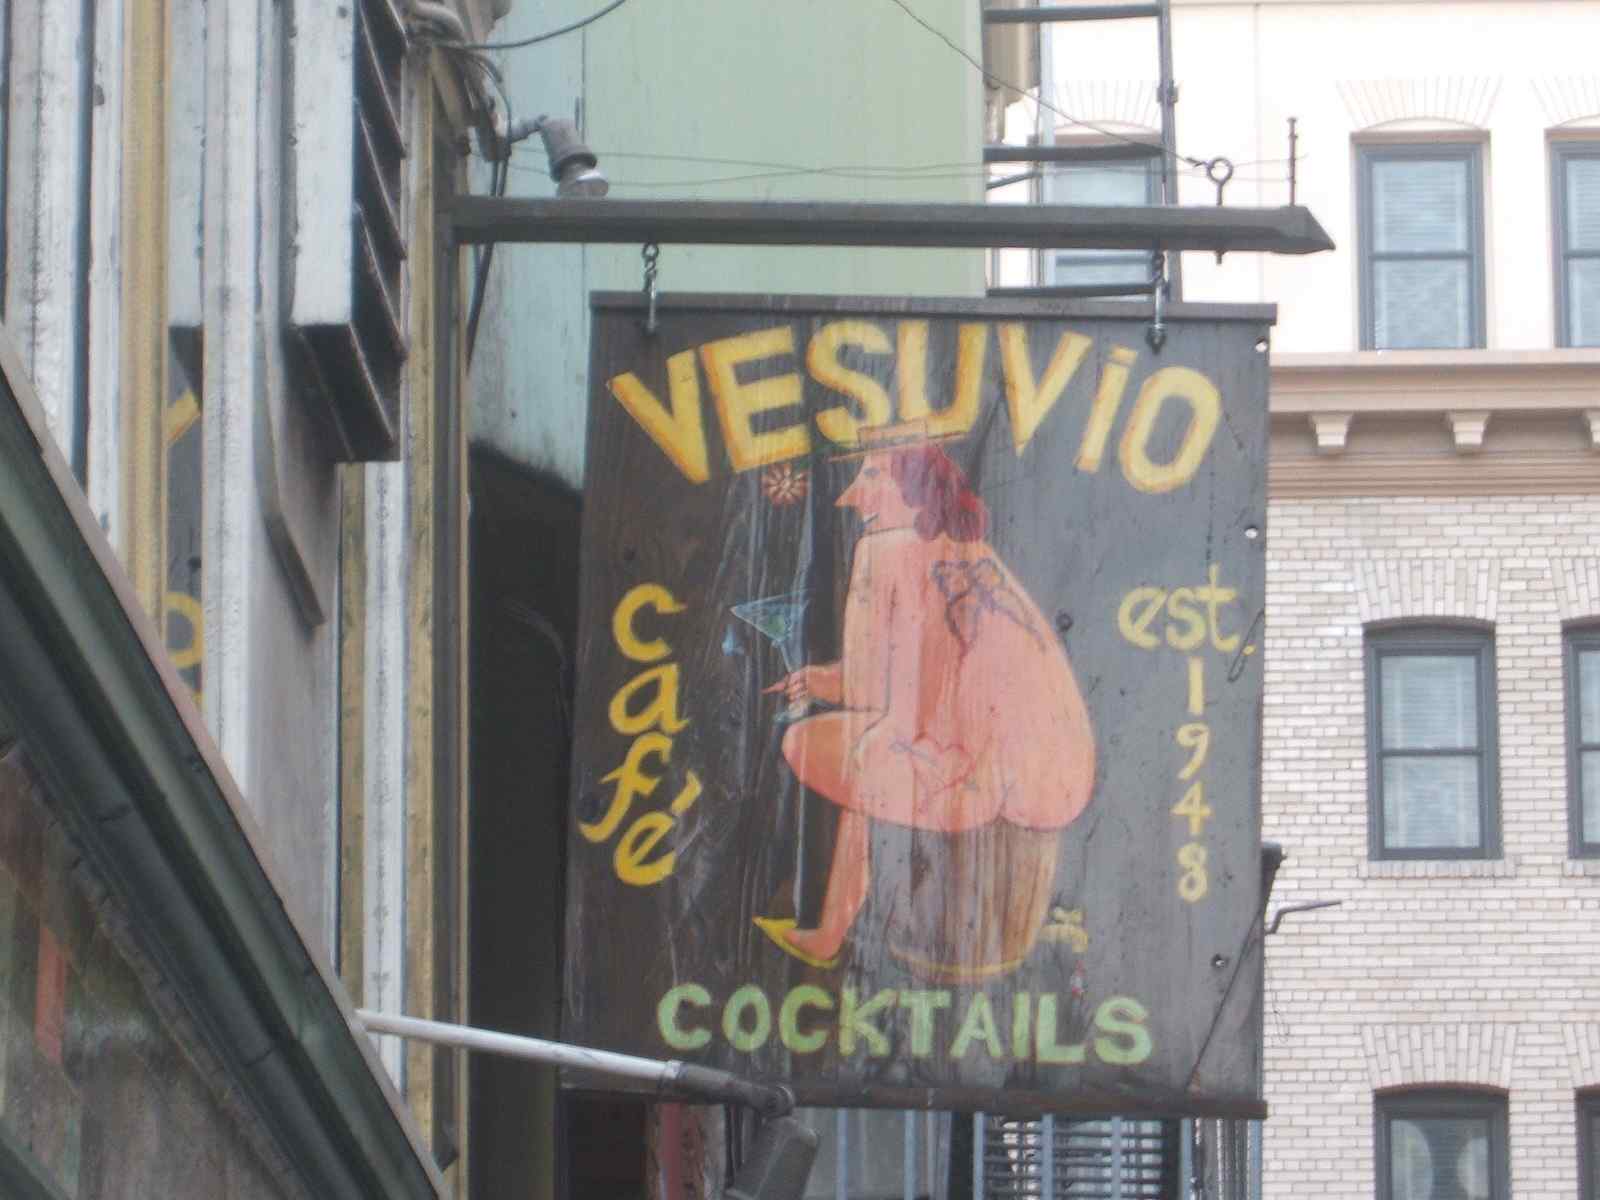 VESUViO
café
est
1948
COCKTAILS